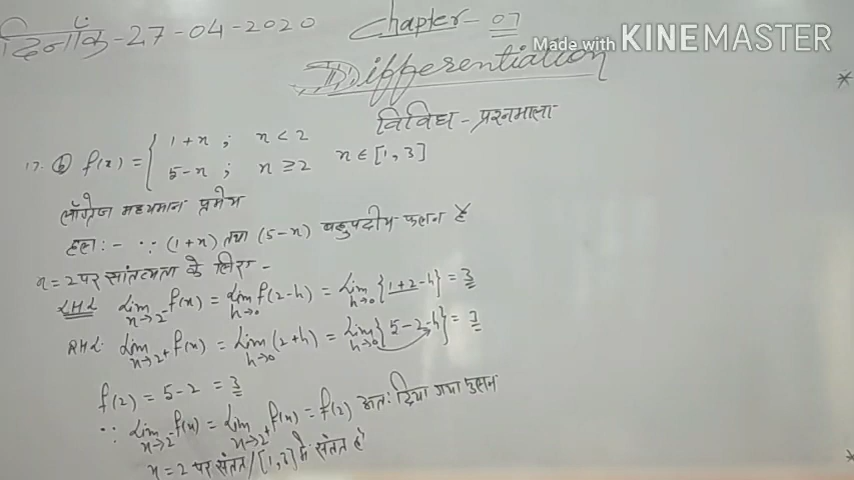 दिनाँक-27-04-2020
Chapter-07
Made with KINEMASTER
Differentiation
विविध-प्रश्नमाला
17. (b) f(x) = { 1+x ; x < 2
5-x ; x ≥ 2 x ∈ [1, 3]
लॉग्रेज मध्यमान प्रमेय
हल :- ∵ (1+x) तथा (5-x) बहुपदीय फलन है
x=2 पर सांतत्यता के लिए -
LHL lim x→2⁻ f(x) = lim h→0 f(2-h) = lim h→0 {1+2-h} = 3
RHL: lim x→2⁺ f(x) = lim h→0 (2+h) = lim h→0 {5-2-h} = 3
f(2) = 5-2 = 3
∵ lim x→2⁻ f(x) = lim x→2⁺ f(x) = f(2) अतः दिया गया फलन
x=2 पर संतत/[1,3] में संतत है